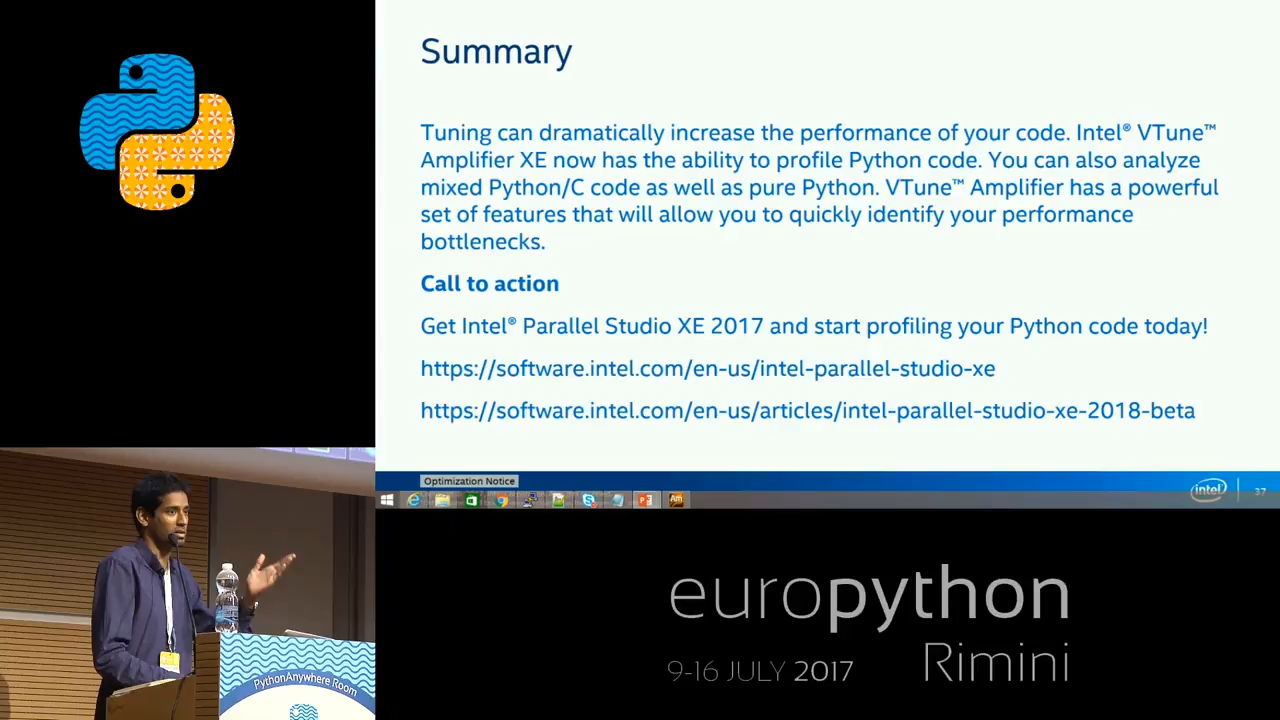 Summary
Tuning can dramatically increase the performance of your code. Intel® VTune™
Amplifier XE now has the ability to profile Python code. You can also analyze
mixed Python/C code as well as pure Python. VTune™ Amplifier has a powerful
set of features that will allow you to quickly identify your performance
bottlenecks.
Call to action
Get Intel® Parallel Studio XE 2017 and start profiling your Python code today!
https://software.intel.com/en-us/intel-parallel-studio-xe
https://software.intel.com/en-us/articles/intel-parallel-studio-xe-2018-beta
Optimization Notice
intel
37
Am
europython
Rimini
9-16 JULY 2017
PythonAnywhere Room